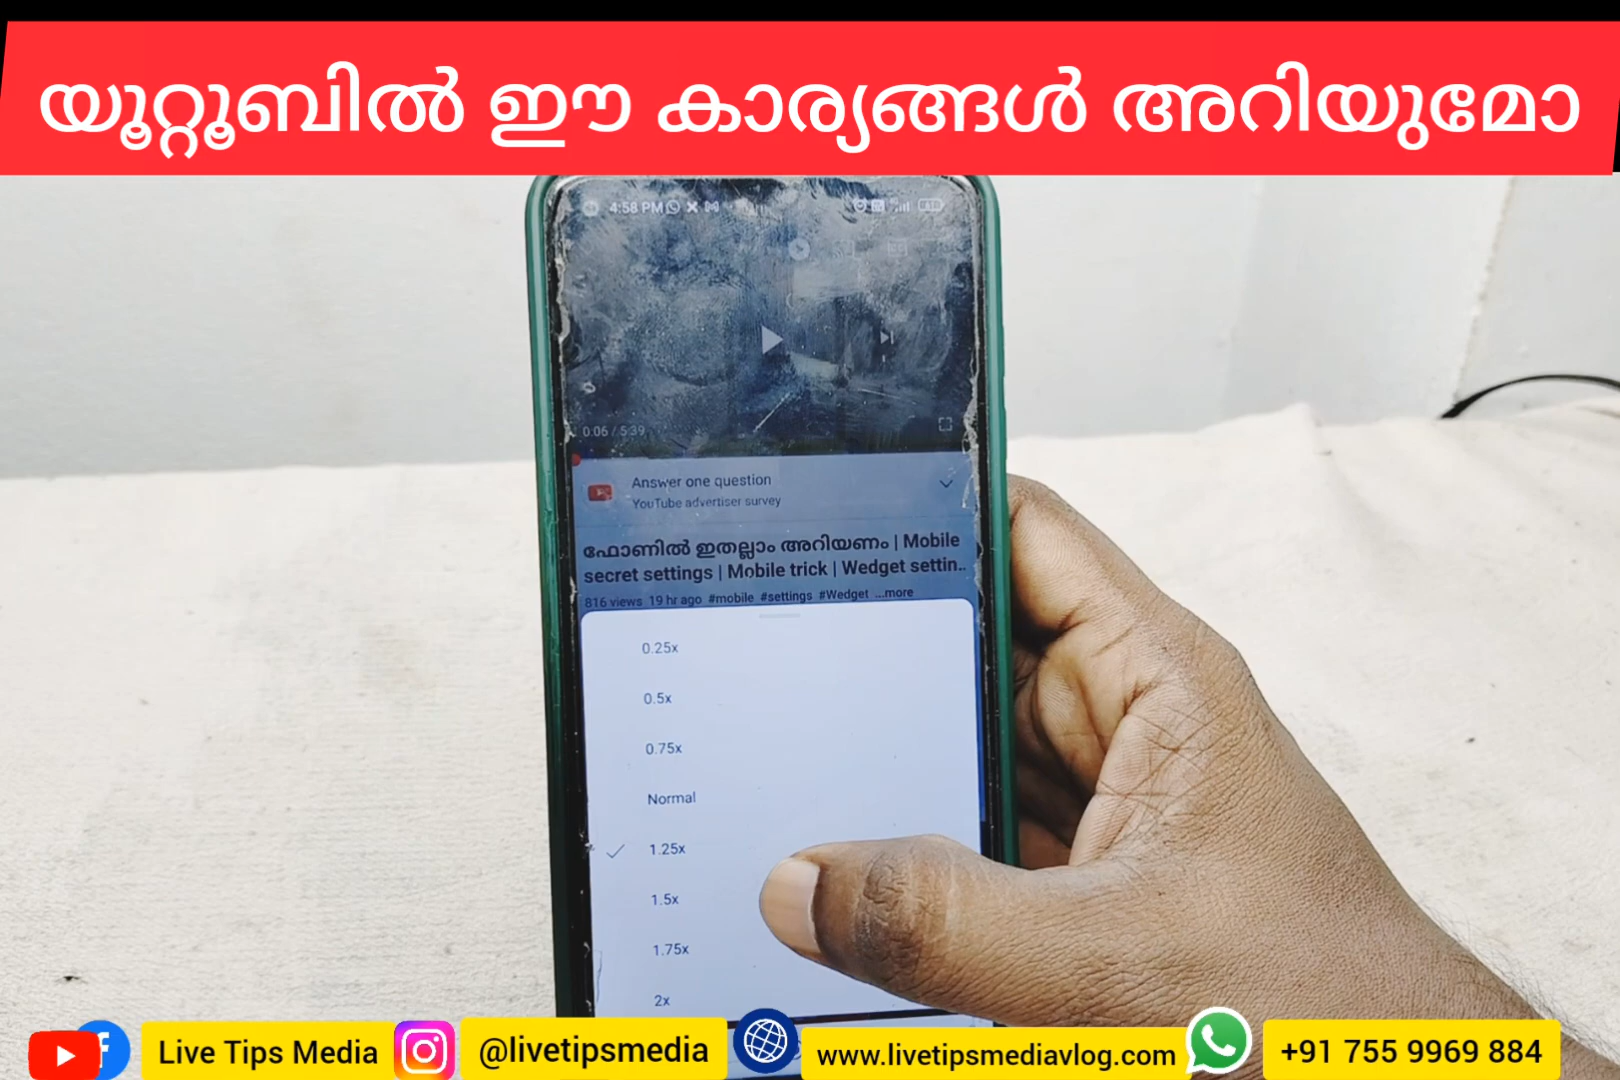 യൂറ്റൂബിൽ ഈ കാര്യങ്ങൾ അറിയുമോ
4:58 PM
0:06 / 5:39
Answer one question
YouTube advertiser survey
ഫോണിൽ ഇതല്ലാം അറിയണം | Mobile
secret settings | Mobile trick | Wedget settin..
816 views 19 hr ago #mobile #settings #Wedget ...more
0.25x
0.5x
0.75x
Normal
1.25x
1.5x
1.75x
2x
Live Tips Media @livetipsmedia www.livetipsmediavlog.com +91 755 9969 884